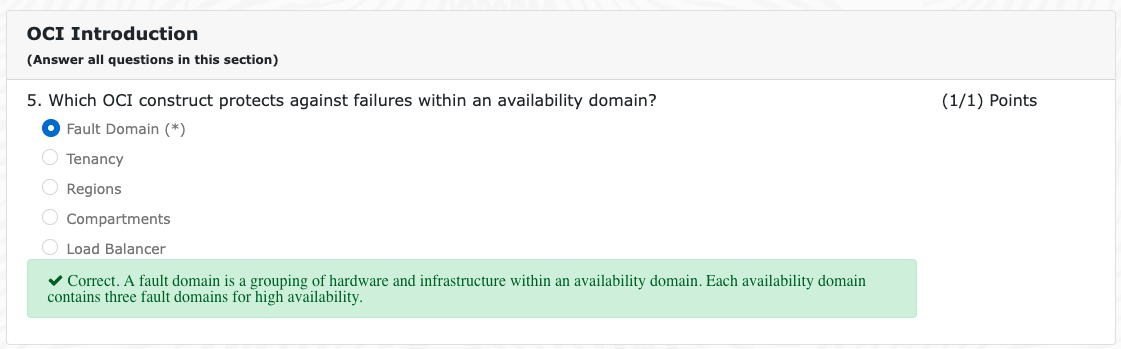 OCI Introduction
(Answer all questions in this section)
5. Which OCI construct protects against failures within an availability domain? (1/1) Points
Fault Domain (*)
Tenancy
Regions
Compartments
Load Balancer
✔ Correct. A fault domain is a grouping of hardware and infrastructure within an availability domain. Each availability domain
contains three fault domains for high availability.